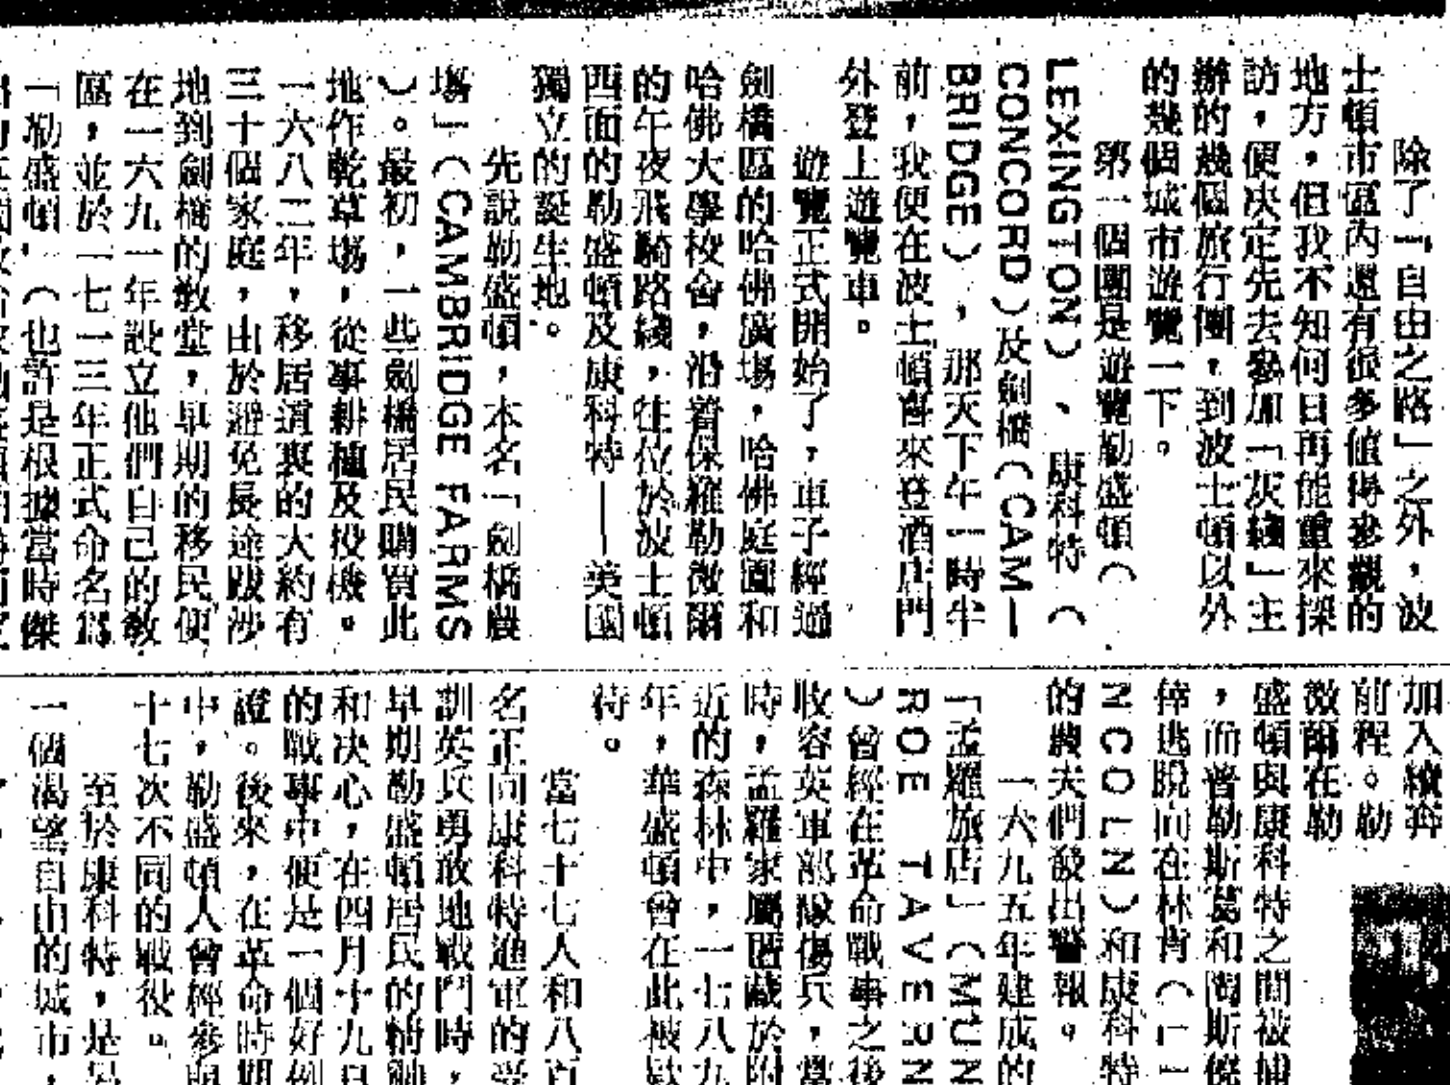 除了「自由之路」之外，波
士頓市區內還有很多值得參觀的
地方，但我不知何日再能重來採
訪，便決定先去參加「灰綫」主
辦的幾個旅行團，到波士頓以外
的幾個城市遊覽一下。
第一個團是遊覽勒盛頓（
LEXINGTON）、康科特（
CONCORD）及劍橋（CAM—
BRIDGE），那天下午一時半
前，我便在波士頓喜來登酒店門
外登上遊覽車。
遊覽正式開始了，車子經過
劍橋區的哈佛廣場，哈佛庭園和
哈佛大學校舍，沿着保羅勒微爾
的午夜飛騎路綫，往位於波士頓
西面的勒盛頓及康科特——美國
獨立的誕生地。
先說勒盛頓，本名「劍橋農
場」（CAMBRIDGE FARMS
）。最初，一些劍橋居民購買此
地作乾草場，從事耕種及投機。
一六八二年，移居這裏的大約有
三十個家庭，由於避免長途跋涉
地到劍橋的教堂，早期的移民便
在一六九一年設立他們自己的教
區，並於一七一三年正式命名為
「勒盛頓」（也許是根據當時傑
加入續奔
前程。勒
微爾在勒
盛頓與康科特之間被捕
，而普勒斯葛和陶斯僥
倖逃脫向在林肯（LI
NCOLN）和康科特
的農夫們發出警報。
一六九五年建成的
「孟羅旅店」（MUN
ROE TAVERN
）曾經在革命戰事之後
收容英軍部隊傷兵，當
時，孟羅家屬匿藏於附
近的森林中，一七八九
年，華盛頓曾在此被款
待。
當七十七人和八百
名正向康科特進軍的受
訓英兵勇敢地戰鬥時，
早期勒盛頓居民的精
和決心，在四月十九日
的戰事中便是一個好例
證。後來，在革命時期
中，勒盛頓人曾經參與
十七次不同的戰役。
至於康科特，是
一個渴望自由的城市，